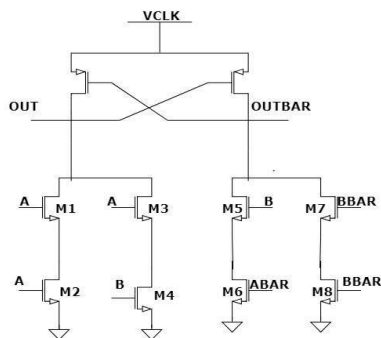 VCLK
OUT OUTBAR
A M1 A M3 M5 B M7 BBAR
A M2 B M4 M6 ABAR M8 BBAR